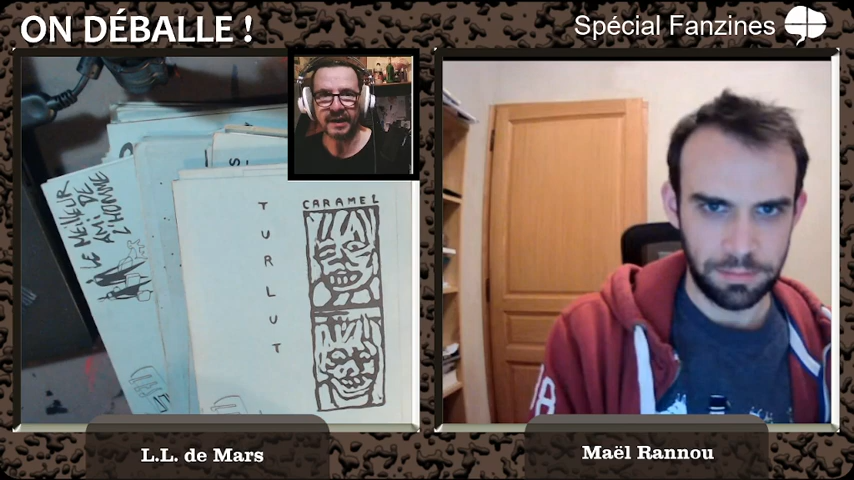 ON DÉBALLE !
Spécial Fanzines
LE MEILLEUR
AMI DE
L'HOMME
S.
CARAMEL
TURLUT
L.L. de Mars
Maël Rannou